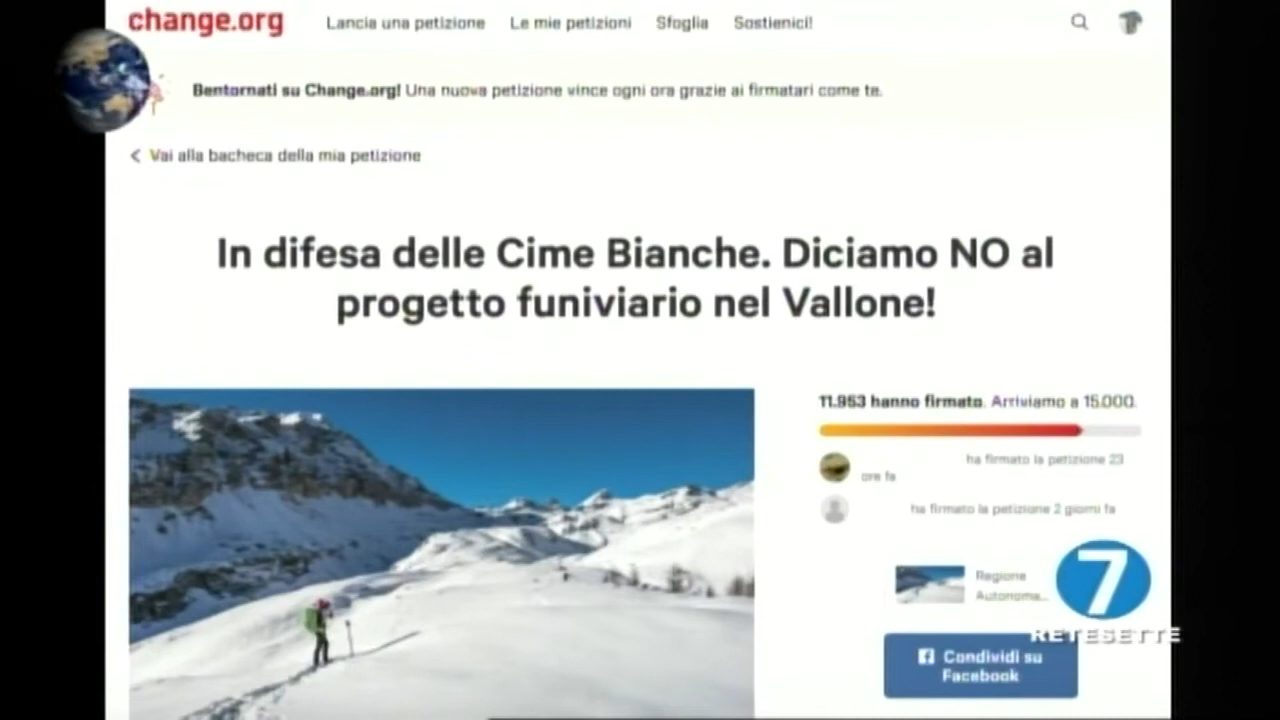 change.org
Lancia una petizione Le mie petizioni Sfoglia Sostienici!
Bentornati su Change.org! Una nuova petizione vince ogni ora grazie ai firmatari come te.
Vai alla bacheca della mia petizione
In difesa delle Cime Bianche. Diciamo NO al
progetto funiviario nel Vallone!
11.953 hanno firmato. Arriviamo a 15.000.
ha firmato la petizione 23
ore fa
ha firmato la petizione 2 giorni fa
Regione
Autonoma...
7
RETESETTE
Condividi su
Facebook